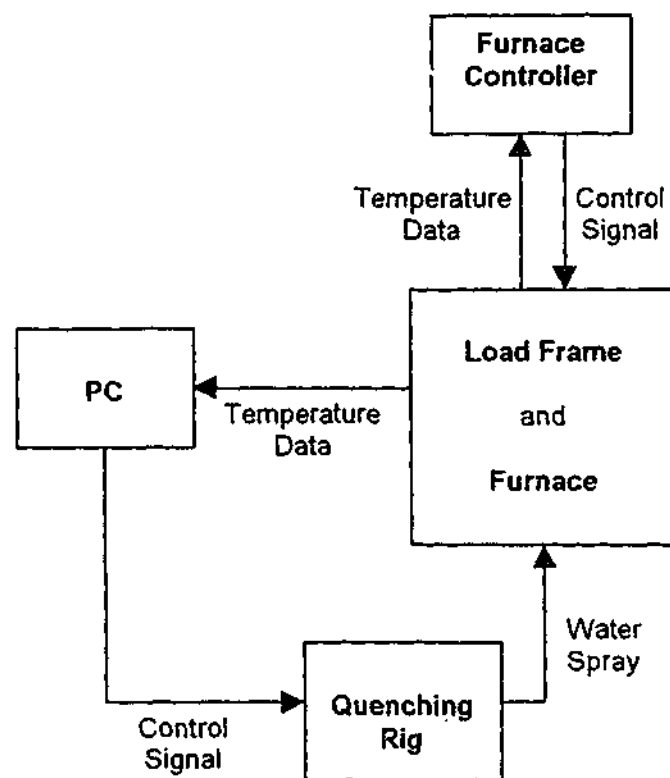 Furnace
Controller
Temperature
Data
Control
Signal
Load Frame
and
Furnace
PC
Temperature
Data
Water
Spray
Quenching
Rig
Control
Signal